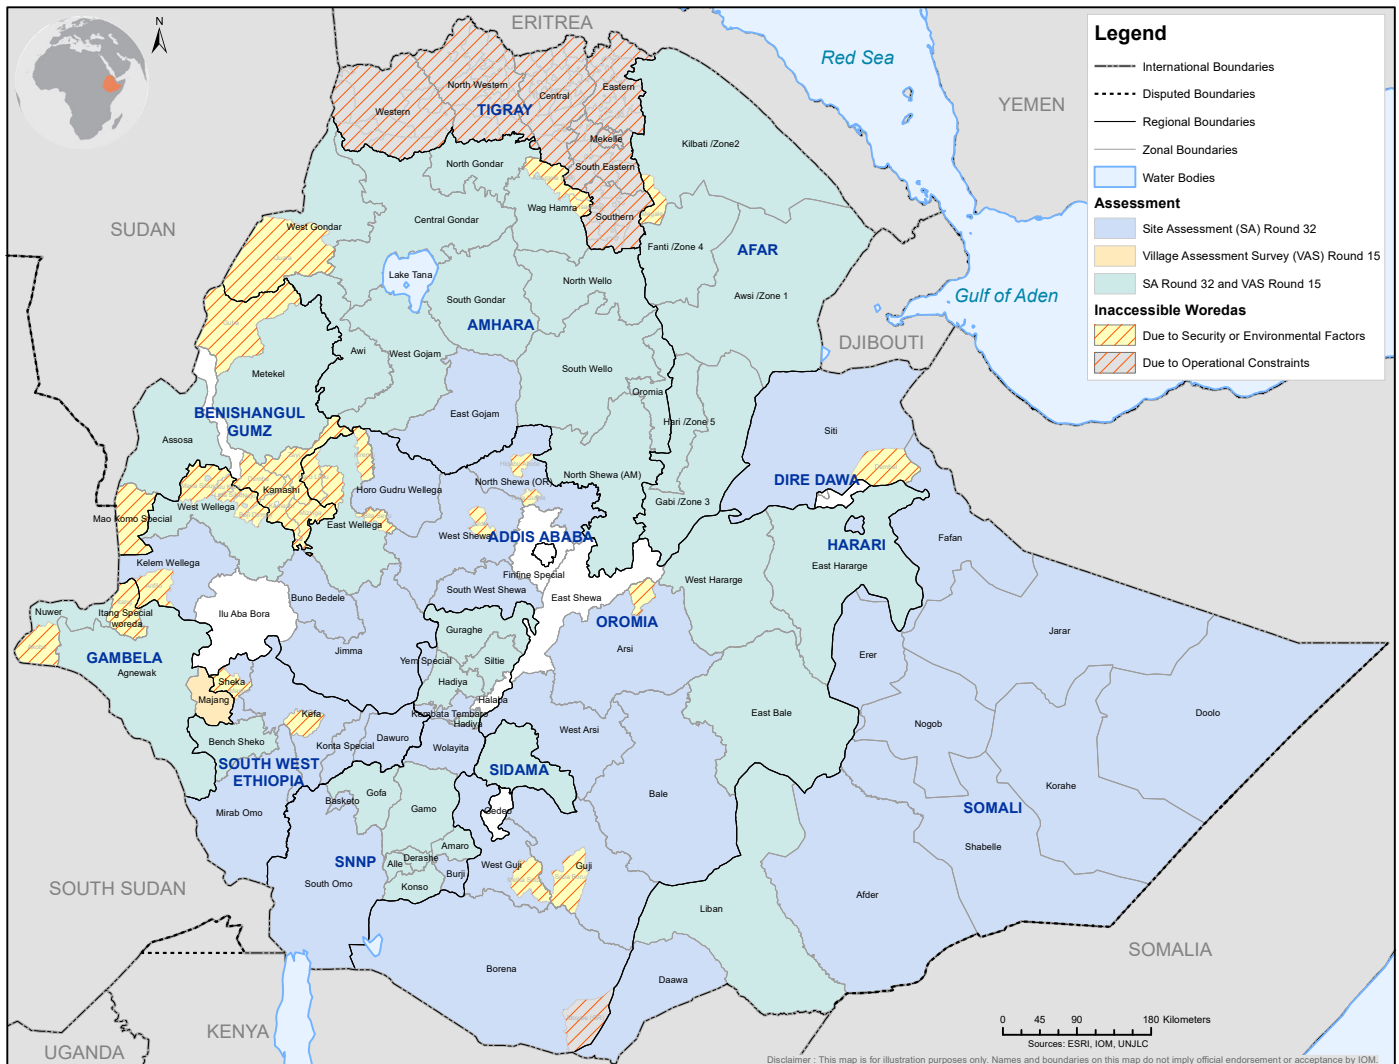 N
ERITREA
Red Sea
YEMEN
SUDAN
Gulf of Aden
DJIBOUTI
SOUTH SUDAN
SOMALIA
KENYA
UGANDA
Legend
International Boundaries
Disputed Boundaries
Regional Boundaries
Zonal Boundaries
Water Bodies
Assessment
Site Assessment (SA) Round 32
Village Assessment Survey (VAS) Round 15
SA Round 32 and VAS Round 15
Inaccessible Woredas
Due to Security or Environmental Factors
Due to Operational Constraints
North Western
Western
TIGRAY
Central
Eastern
Mekelle
South Eastern
Southern
Kilbati /Zone2
North Gondar
Wag Hamra
Central Gondar
West Gondar
Fanti /Zone 4
AFAR
Lake Tana
North Wello
Awsi /Zone 1
South Gondar
AMHARA
Awi
West Gojam
Metekel
South Wello
Oromia
BENISHANGUL
GUMZ
East Gojam
Hari /Zone 5
Siti
Assosa
North Shewa (AM)
North Shewa (OR)
DIRE DAWA
Horo Gudru Wellega
Kamashi
Gabi /Zone 3
West Wellega
Mao Komo Special
East Wellega
West Shewa
ADDIS ABABA
HARARI
Fafan
Kelem Wellega
Finfine Special
East Hararge
West Hararge
South West Shewa
East Shewa
Buno Bedele
Nuwer
Itang Special
woreda
Ilu Aba Bora
OROMIA
Guraghe
Jarar
GAMBELA
Agnewak
Jimma
Yem Special
Siltie
Arsi
Erer
Sheka
Hadiya
Majang
Halaba
Kefa
Kembata Tembaro
Hadiya
East Bale
Doolo
Nogob
West Arsi
Bench Sheko
Konta Special
Dawuro
Wolayita
SOUTH WEST
ETHIOPIA
SIDAMA
Korahe
Gofa
Basketo
Bale
Gamo
Gedeo
SOMALI
Mirab Omo
Amaro
Shabelle
SNNP
Derashe
Alle
West Guji
Guji
Burji
South Omo
Konso
Afder
Liban
Borena
Daawa
0 45 90 180 Kilometers
Sources: ESRI, IOM, UNJLC
Disclaimer : This map is for illustration purposes only. Names and boundaries on this map do not imply official endorsement or acceptance by IOM.